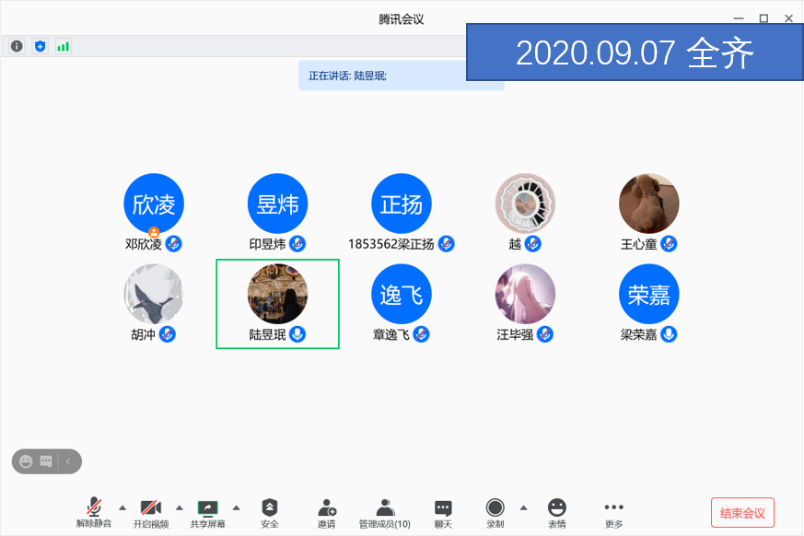 腾讯会议
2020.09.07 全齐
正在讲话: 陆昱珉;
欣凌
昱炜
正扬
邓欣凌
印昱炜
1853562梁正扬
越
王心童
逸飞
荣嘉
胡冲
陆昱珉
章逸飞
汪毕强
梁荣嘉
解除静音
开启视频
共享屏幕
安全
邀请
管理成员(10)
聊天
录制
表情
更多
结束会议